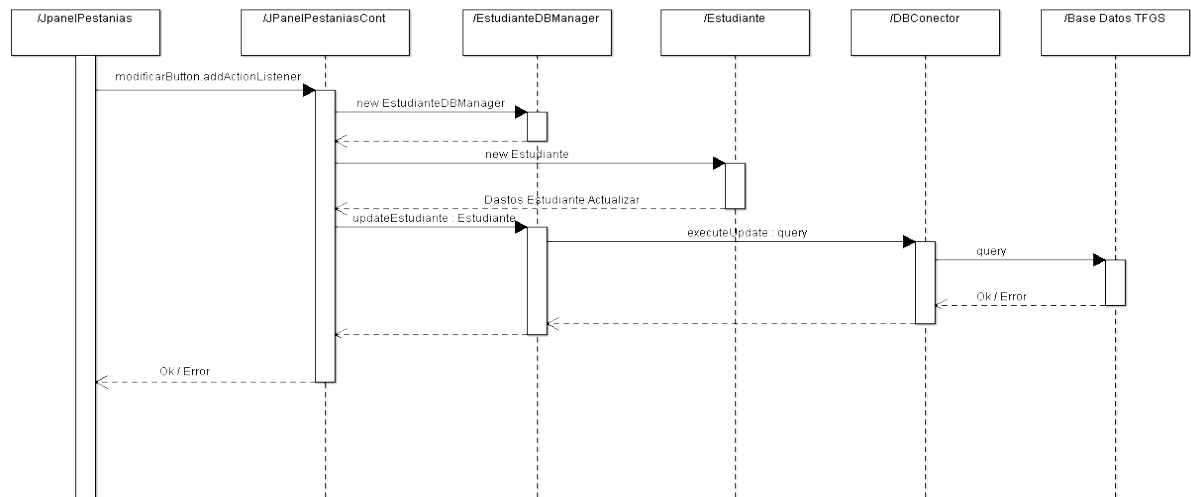 /JpanelPestanias
/JPanelPestaniasCont
/EstudianteDBManager
/Estudiante
/DBConector
/Base Datos TFGS
modificarButton.addActionListener
new EstudianteDBManager
new Estudiante
Dastos Estudiante Actualizar
updateEstudiante : Estudiante
executeUpdate : query
query
Ok / Error
Ok / Error